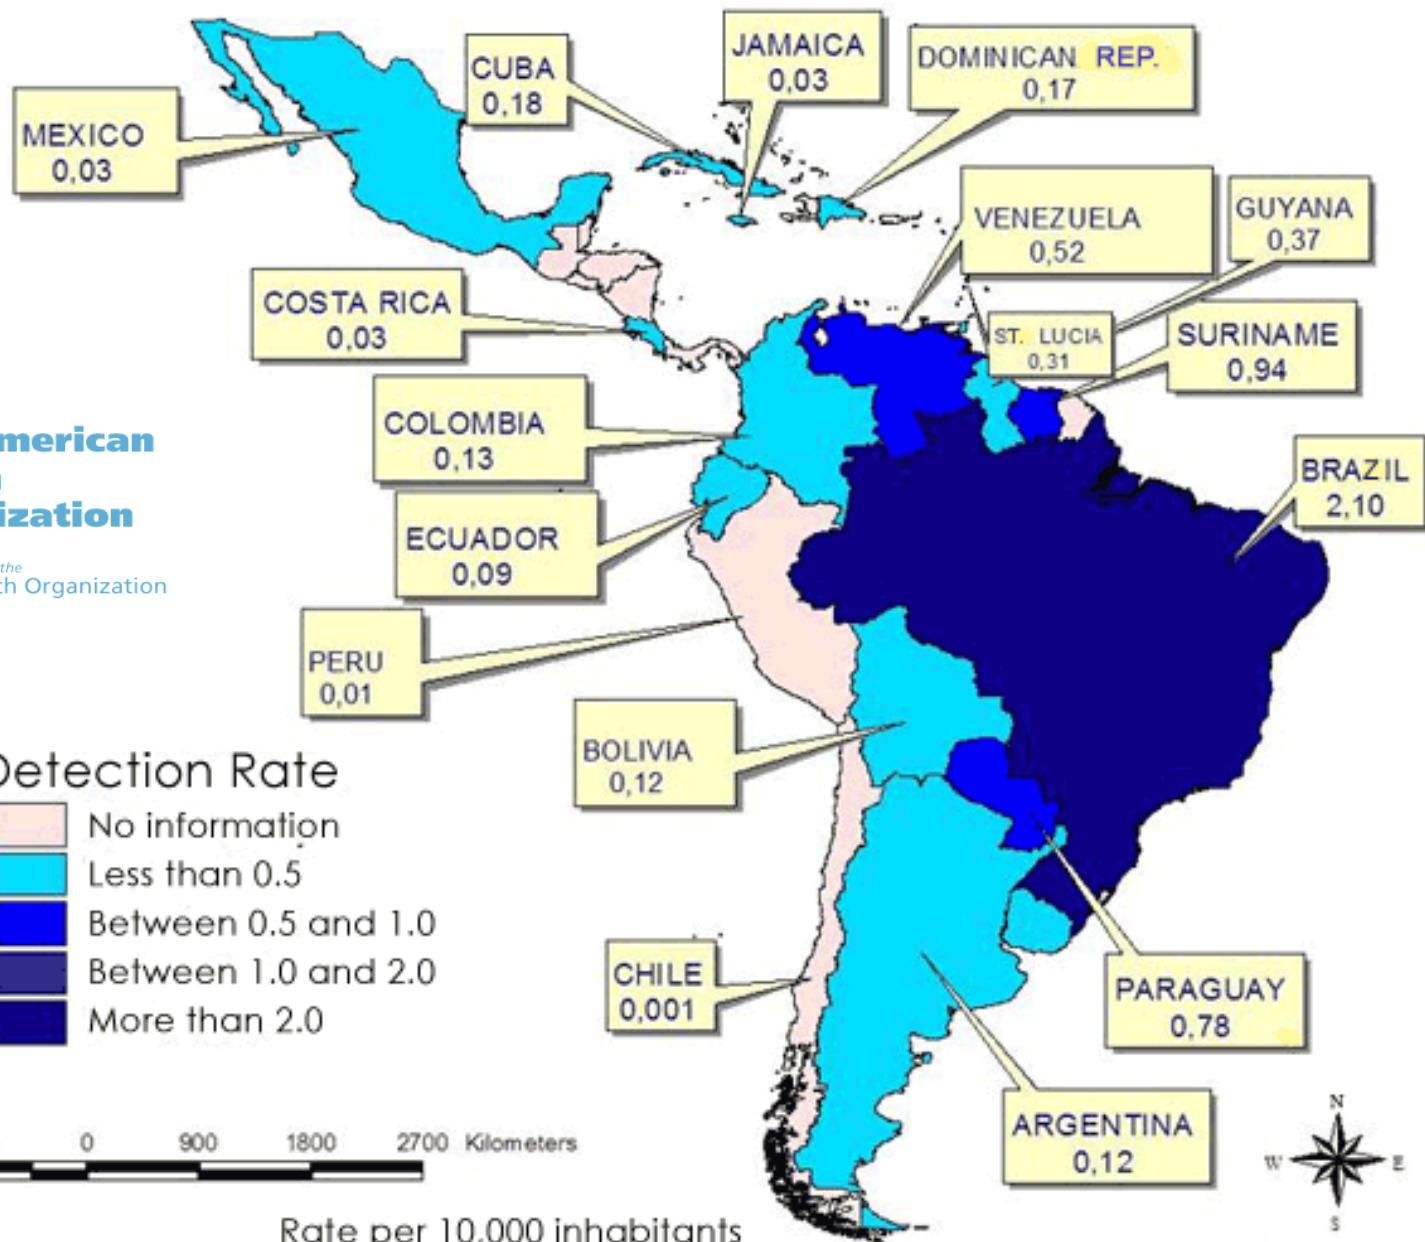 MEXICO
0,03
CUBA
0,18
JAMAICA
0,03
DOMINICAN REP.
0,17
VENEZUELA
0,52
GUYANA
0,37
COSTA RICA
0,03
ST. LUCIA
0,31
SURINAME
0,94
COLOMBIA
0,13
merican
ization
the
th Organization
ECUADOR
0,09
BRAZIL
2,10
PERU
0,01
BOLIVIA
0,12
Detection Rate
No information
Less than 0.5
Between 0.5 and 1.0
Between 1.0 and 2.0
More than 2.0
CHILE
0,001
PARAGUAY
0,78
ARGENTINA
0,12
0 900 1800 2700 Kilometers
N
W E
S
Rate per 10,000 inhabitants